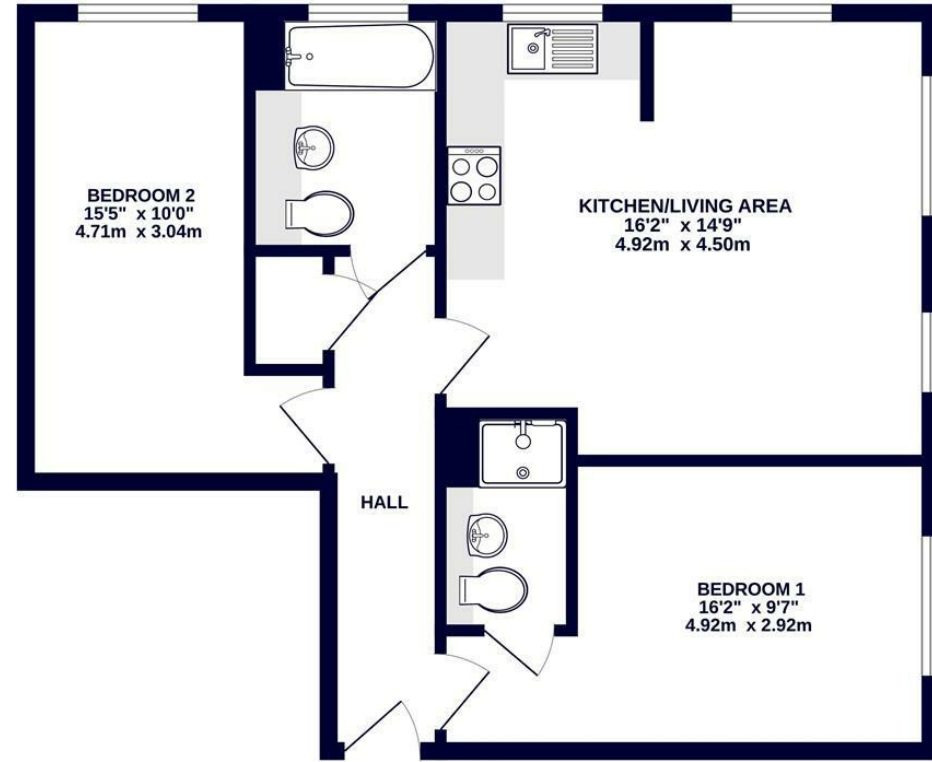 BEDROOM 2
15'5" x 10'0"
4.71m x 3.04m
KITCHEN/LIVING AREA
16'2" x 14'9"
4.92m x 4.50m
HALL
BEDROOM 1
16'2" x 9'7"
4.92m x 2.92m